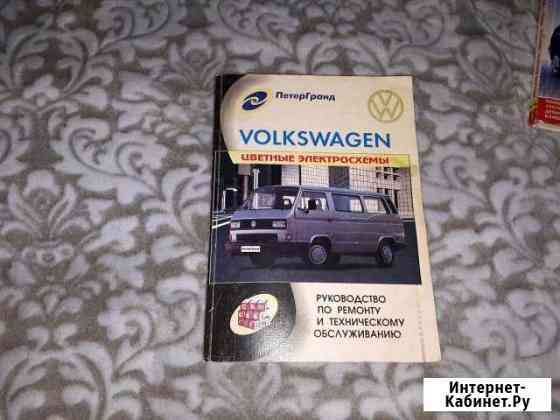 ПетерГранд
VOLKSWAGEN
ЦВЕТНЫЕ ЭЛЕКТРОСХЕМЫ
РУКОВОДСТВО
ПО РЕМОНТУ
И ТЕХНИЧЕСКОМУ
ОБСЛУЖИВАНИЮ
Интернет-
Кабинет.Ру